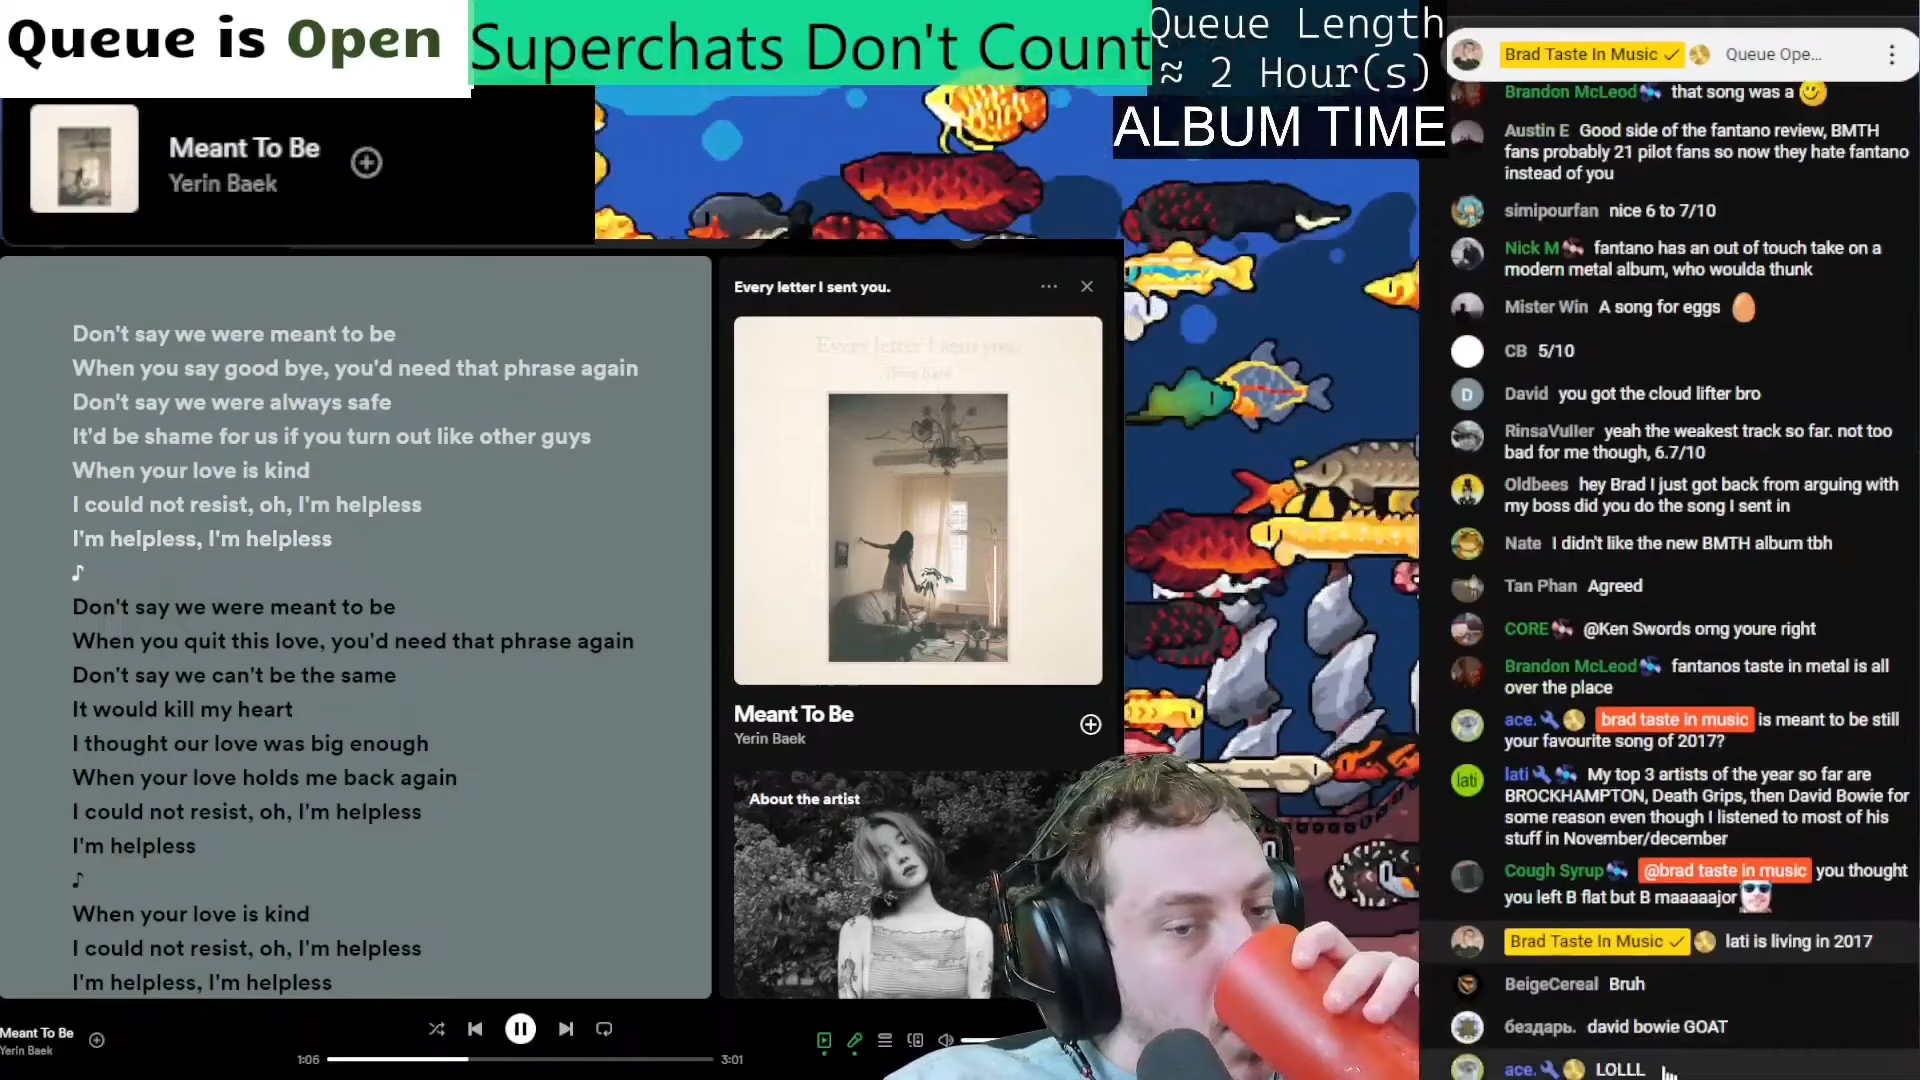 Queue is Open
Superchats Don't Count
Queue Length
≈ 2 Hour(s)
ALBUM TIME
Meant To Be
Yerin Baek
Don't say we were meant to be
When you say good bye, you'd need that phrase again
Don't say we were always safe
It'd be shame for us if you turn out like other guys
When your love is kind
I could not resist, oh, I'm helpless
I'm helpless, I'm helpless
♪
Don't say we were meant to be
When you quit this love, you'd need that phrase again
Don't say we can't be the same
It would kill my heart
I thought our love was big enough
When your love holds me back again
I could not resist, oh, I'm helpless
I'm helpless
♪
When your love is kind
I could not resist, oh, I'm helpless
I'm helpless, I'm helpless
Every letter I sent you.
Every letter I sent you.
Yerin Baek
Meant To Be
Yerin Baek
About the artist
Meant To Be
Yerin Baek
1:06
3:01
Brad Taste In Music Queue Ope...
Brandon McLeod that song was a
Austin E Good side of the fantano review, BMTH
fans probably 21 pilot fans so now they hate fantano
instead of you
simipourfan nice 6 to 7/10
Nick M fantano has an out of touch take on a
modern metal album, who woulda thunk
Mister Win A song for eggs
CB 5/10
D David you got the cloud lifter bro
RinsaVuller yeah the weakest track so far. not too
bad for me though, 6.7/10
Oldbees hey Brad I just got back from arguing with
my boss did you do the song I sent in
Nate I didn't like the new BMTH album tbh
Tan Phan Agreed
CORE @Ken Swords omg youre right
Brandon McLeod fantanos taste in metal is all
over the place
ace. brad taste in music is meant to be still
your favourite song of 2017?
lati lati My top 3 artists of the year so far are
BROCKHAMPTON, Death Grips, then David Bowie for
some reason even though I listened to most of his
stuff in November/december
Cough Syrup @brad taste in music you thought
you left B flat but B maaaaajor
Brad Taste In Music lati is living in 2017
BeigeCereal Bruh
бездарь. david bowie GOAT
ace. LOLLL